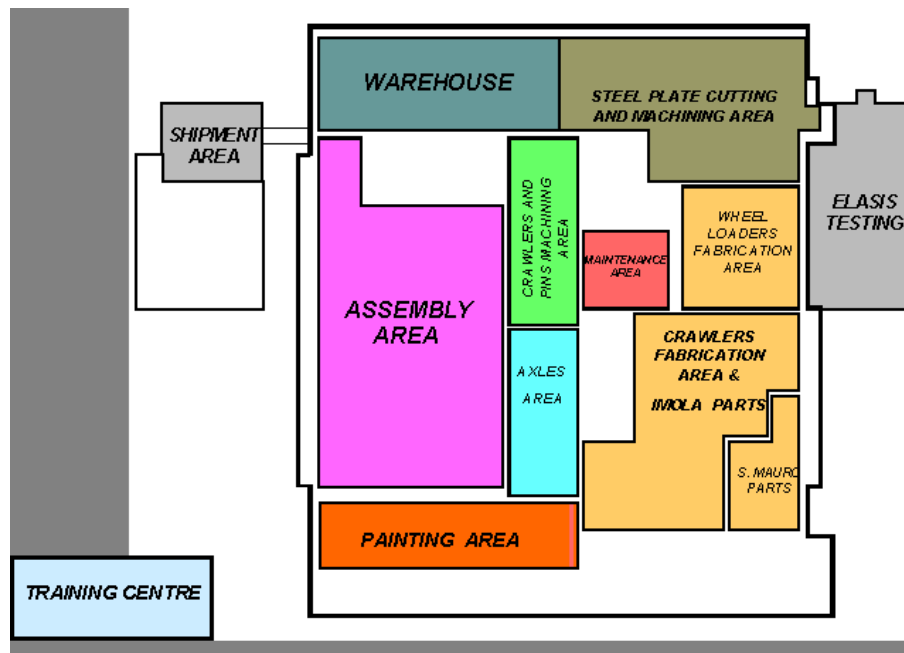 WAREHOUSE
STEEL PLATE CUTTING
AND MACHINING AREA
SHIPMENT
AREA
CRAWLERS AND
PINS MACHINING
AREA
ELASIS
TESTING
WHEEL
LOADERS
FABRICATION
AREA
MAINTENANCE
AREA
ASSEMBLY
AREA
CRAWLERS
FABRICATION
AREA &
IMOLA PARTS
AXLES
AREA
S. MAURO
PARTS
PAINTING AREA
TRAINING CENTRE